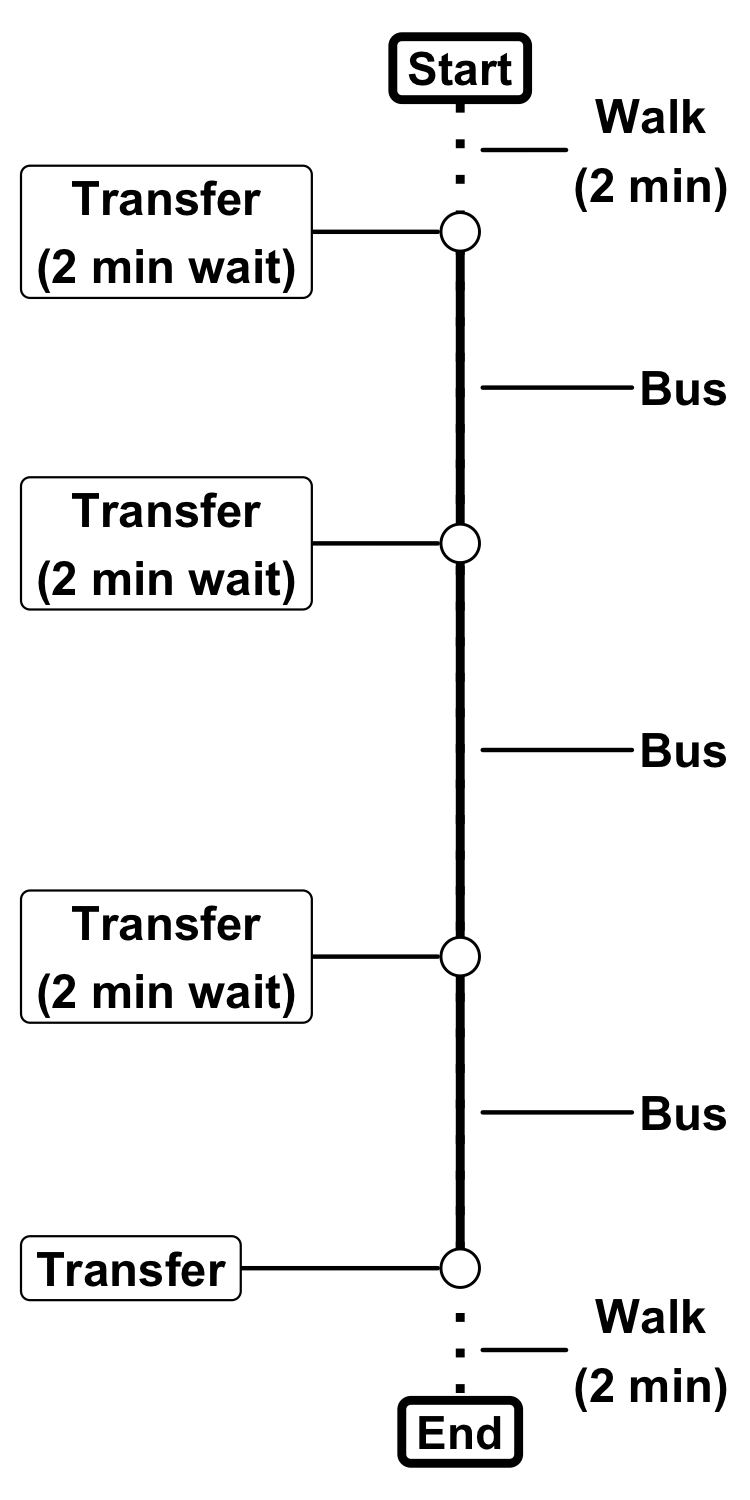 Start
Walk
(2 min)
Transfer
(2 min wait)
Bus
Transfer
(2 min wait)
Bus
Transfer
(2 min wait)
Bus
Transfer
Walk
(2 min)
End